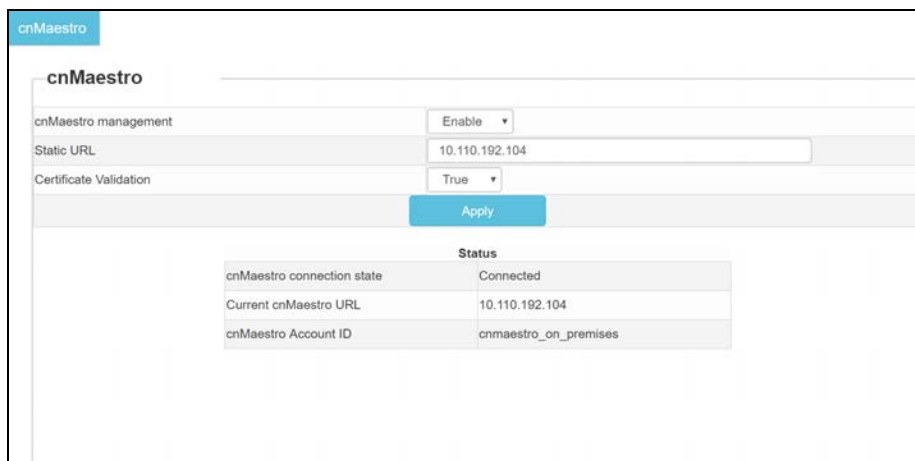 cnMaestro
cnMaestro
cnMaestro management Enable
Static URL 10.110.192.104
Certificate Validation True
Apply
Status
cnMaestro connection state Connected
Current cnMaestro URL 10.110.192.104
cnMaestro Account ID cnmaestro_on_premises